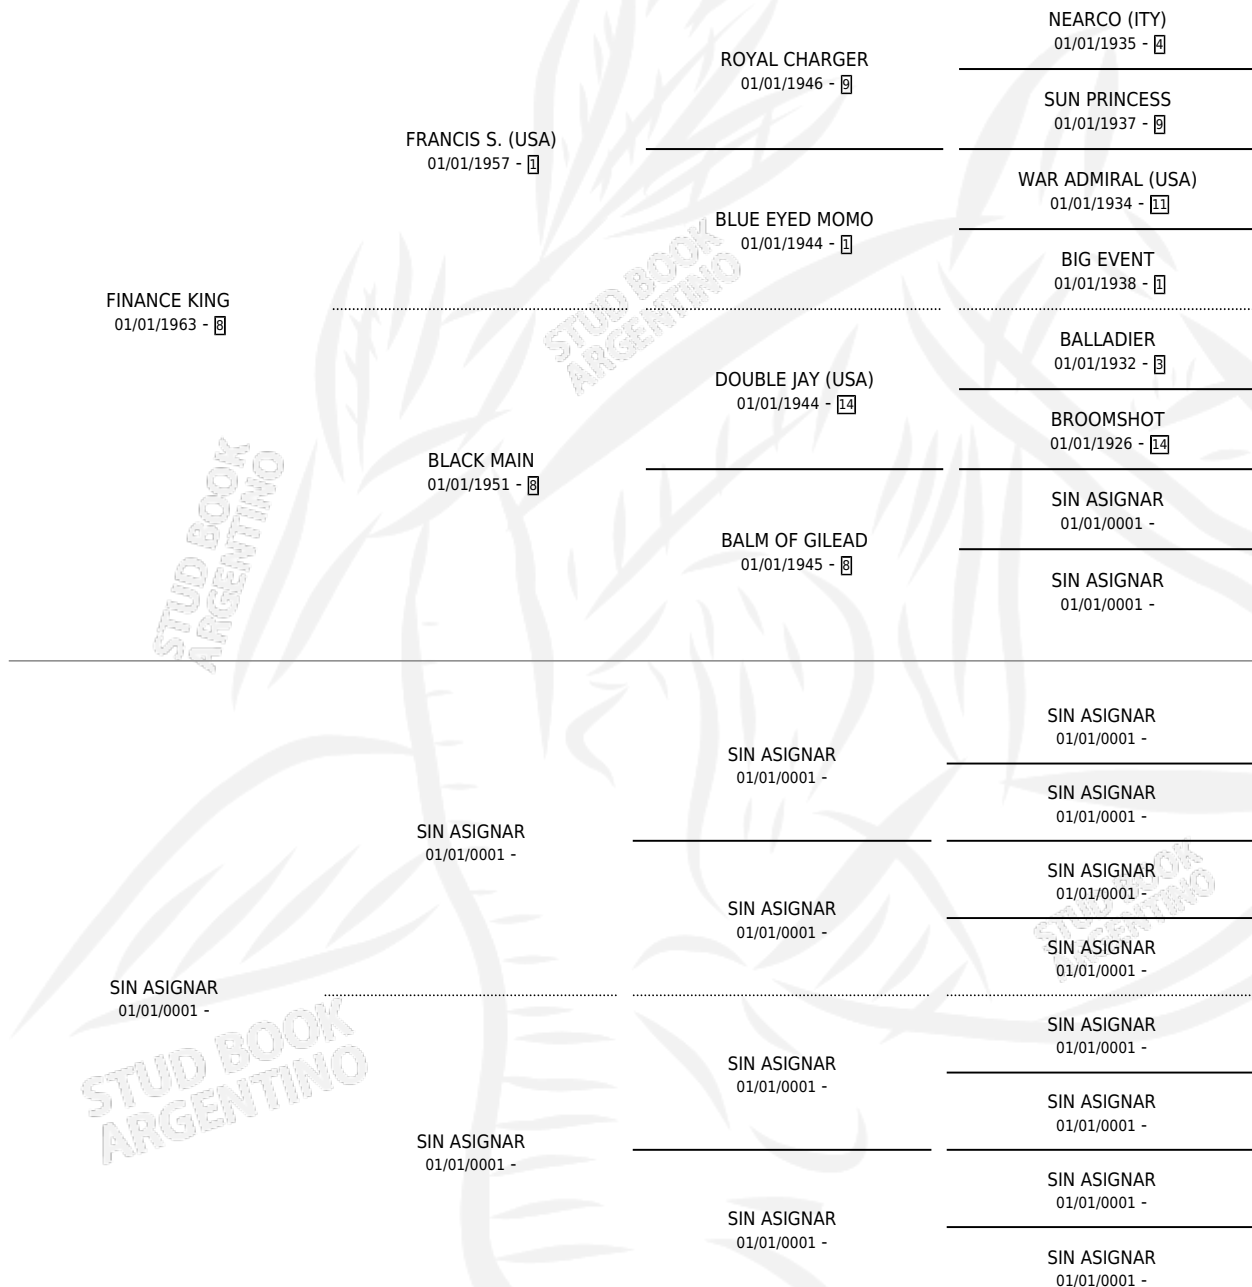 NEARCO (ITY)
01/01/1935 - 4
ROYAL CHARGER
01/01/1946 - 9
SUN PRINCESS
01/01/1937 - 9
FRANCIS S. (USA)
01/01/1957 - 1
WAR ADMIRAL (USA)
01/01/1934 - 11
BLUE EYED MOMO
01/01/1944 - 1
BIG EVENT
01/01/1938 - 1
FINANCE KING
01/01/1963 - 8
STUD BOOK
ARGENTINO
BALLADIER
01/01/1932 - 3
DOUBLE JAY (USA)
01/01/1944 - 14
BROOMSHOT
01/01/1926 - 14
BLACK MAIN
01/01/1951 - 8
SIN ASIGNAR
01/01/0001 -
BALM OF GILEAD
01/01/1945 - 8
SIN ASIGNAR
01/01/0001 -
STUD BOOK
ARGENTINO
SIN ASIGNAR
01/01/0001 -
SIN ASIGNAR
01/01/0001 -
SIN ASIGNAR
01/01/0001 -
SIN ASIGNAR
01/01/0001 -
SIN ASIGNAR
01/01/0001 -
SIN ASIGNAR
01/01/0001 -
SIN ASIGNAR
01/01/0001 -
STUD BOOK
ARGENTINO
SIN ASIGNAR
01/01/0001 -
SIN ASIGNAR
01/01/0001 -
SIN ASIGNAR
01/01/0001 -
SIN ASIGNAR
01/01/0001 -
STUD BOOK
ARGENTINO
SIN ASIGNAR
01/01/0001 -
SIN ASIGNAR
01/01/0001 -
SIN ASIGNAR
01/01/0001 -
SIN ASIGNAR
01/01/0001 -